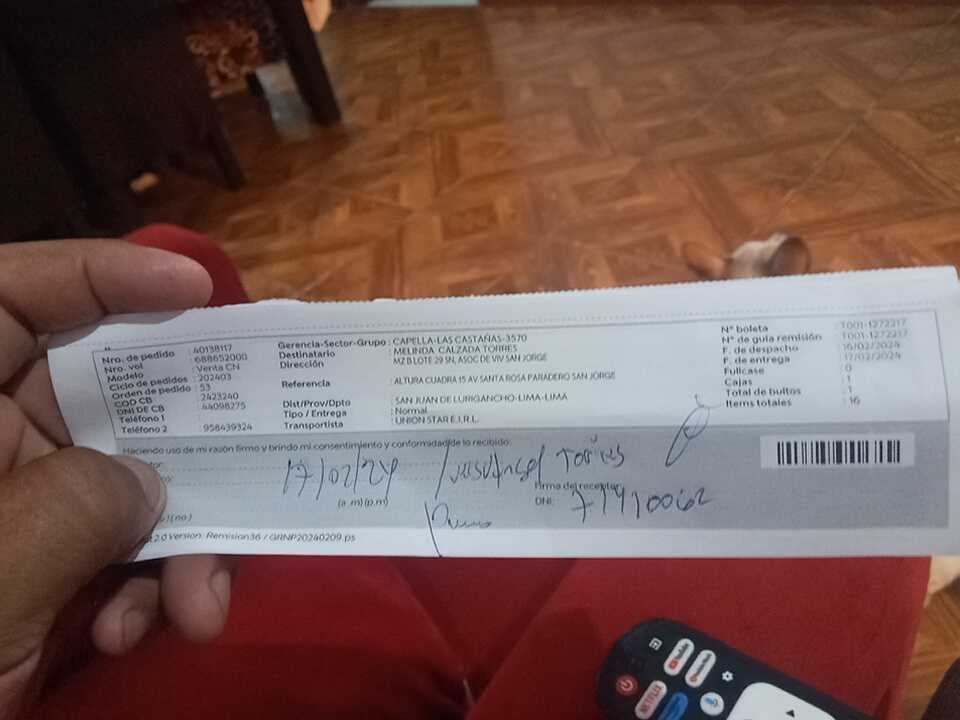 Nro. de pedido : 40138117
Nro. vol : 688652000
Modelo : Venta CN
Ciclo de pedidos : 202403
Orden de pedido : 53
COD CB : 2423240
DNI DE CB : 44098275
Teléfono 1 :
Teléfono 2 : 958439324
Gerencia-Sector-Grupo : CAPELLA-LAS CASTAÑAS-3570
Destinatario : MELINDA CALZADA TORRES
Dirección : MZ B LOTE 29 SN, ASOC DE VIV SAN JORGE
Referencia : ALTURA CUADRA 15 AV SANTA ROSA PARADERO SAN JORGE
Dist/Prov/Dpto : SAN JUAN DE LURIGANCHO-LIMA-LIMA
Tipo / Entrega : Normal
Transportista : UNION STAR E.I.R.L.
N° boleta : T001-1272217
N° de guia remisión : T001-1272217
F. de despacho : 16/02/2024
F. de entrega : 17/02/2024
Fullcase : 0
Cajas : 1
Total de bultos : 1
Items totales : 16
Haciendo uso de mi razón firmo y brindo mi consentimiento y conformidad de lo recibido:
17/02/24
TORRES
(a .m) (p.m)
Firma del receptor
DNI:
) (no )
2.0 Version: Remision36 / GRNP20240209.ps
YouTube
NETFLIX